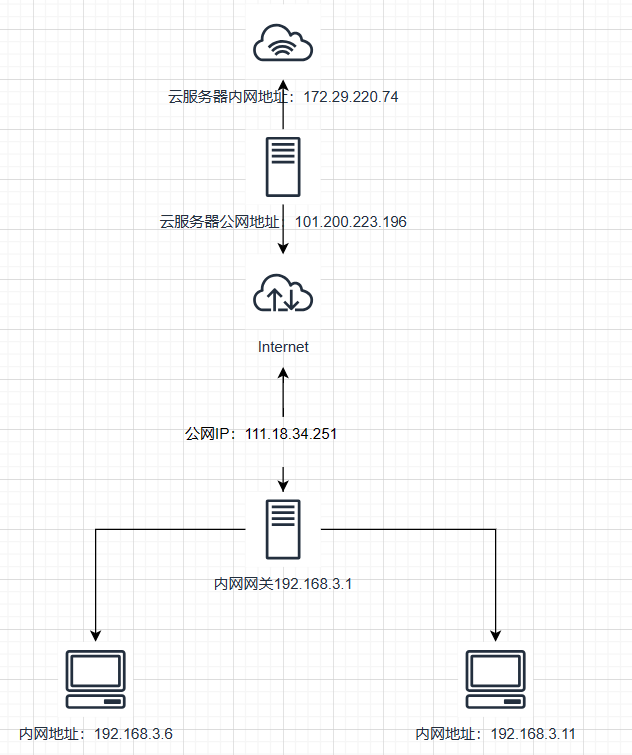 云服务器内网地址：172.29.220.74
云服务器公网地址：101.200.223.196
Internet
公网IP：111.18.34.251
内网网关192.168.3.1
内网地址：192.168.3.6
内网地址：192.168.3.11